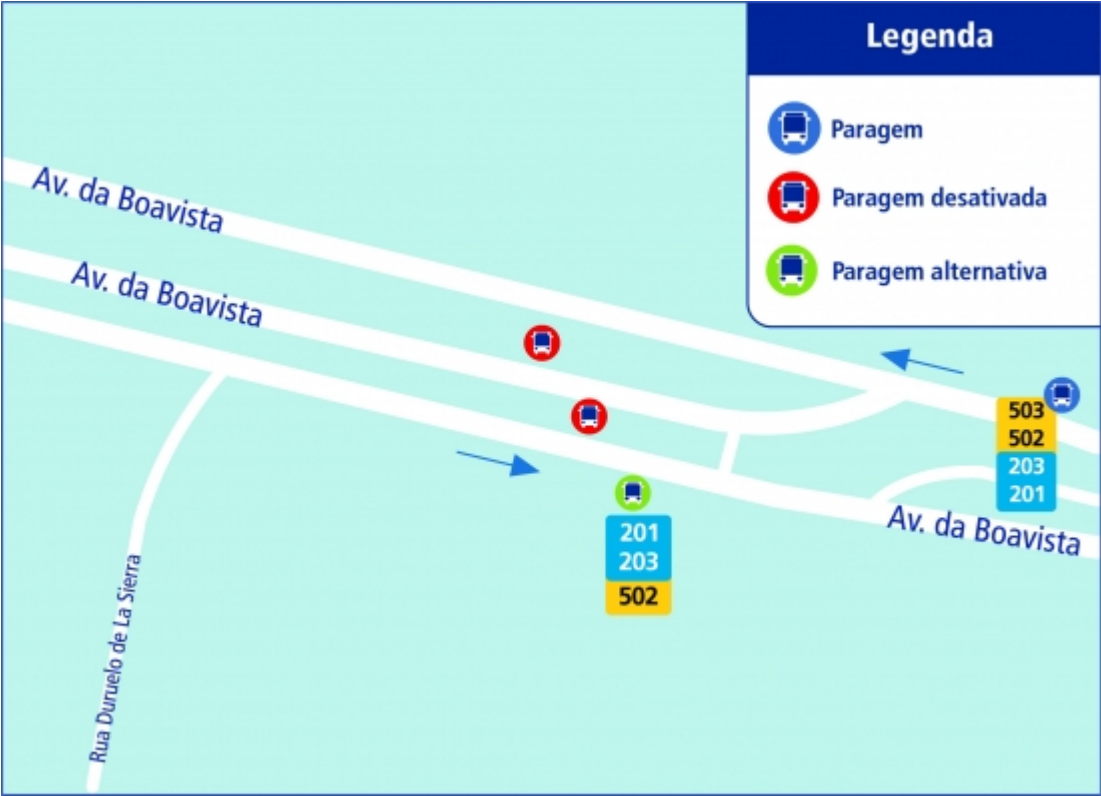 Legenda
Paragem
Paragem desativada
Paragem alternativa
Av. da Boavista
Av. da Boavista
503
502
203
201
Av. da Boavista
201
203
502
Rua Duruelo de La Sierra